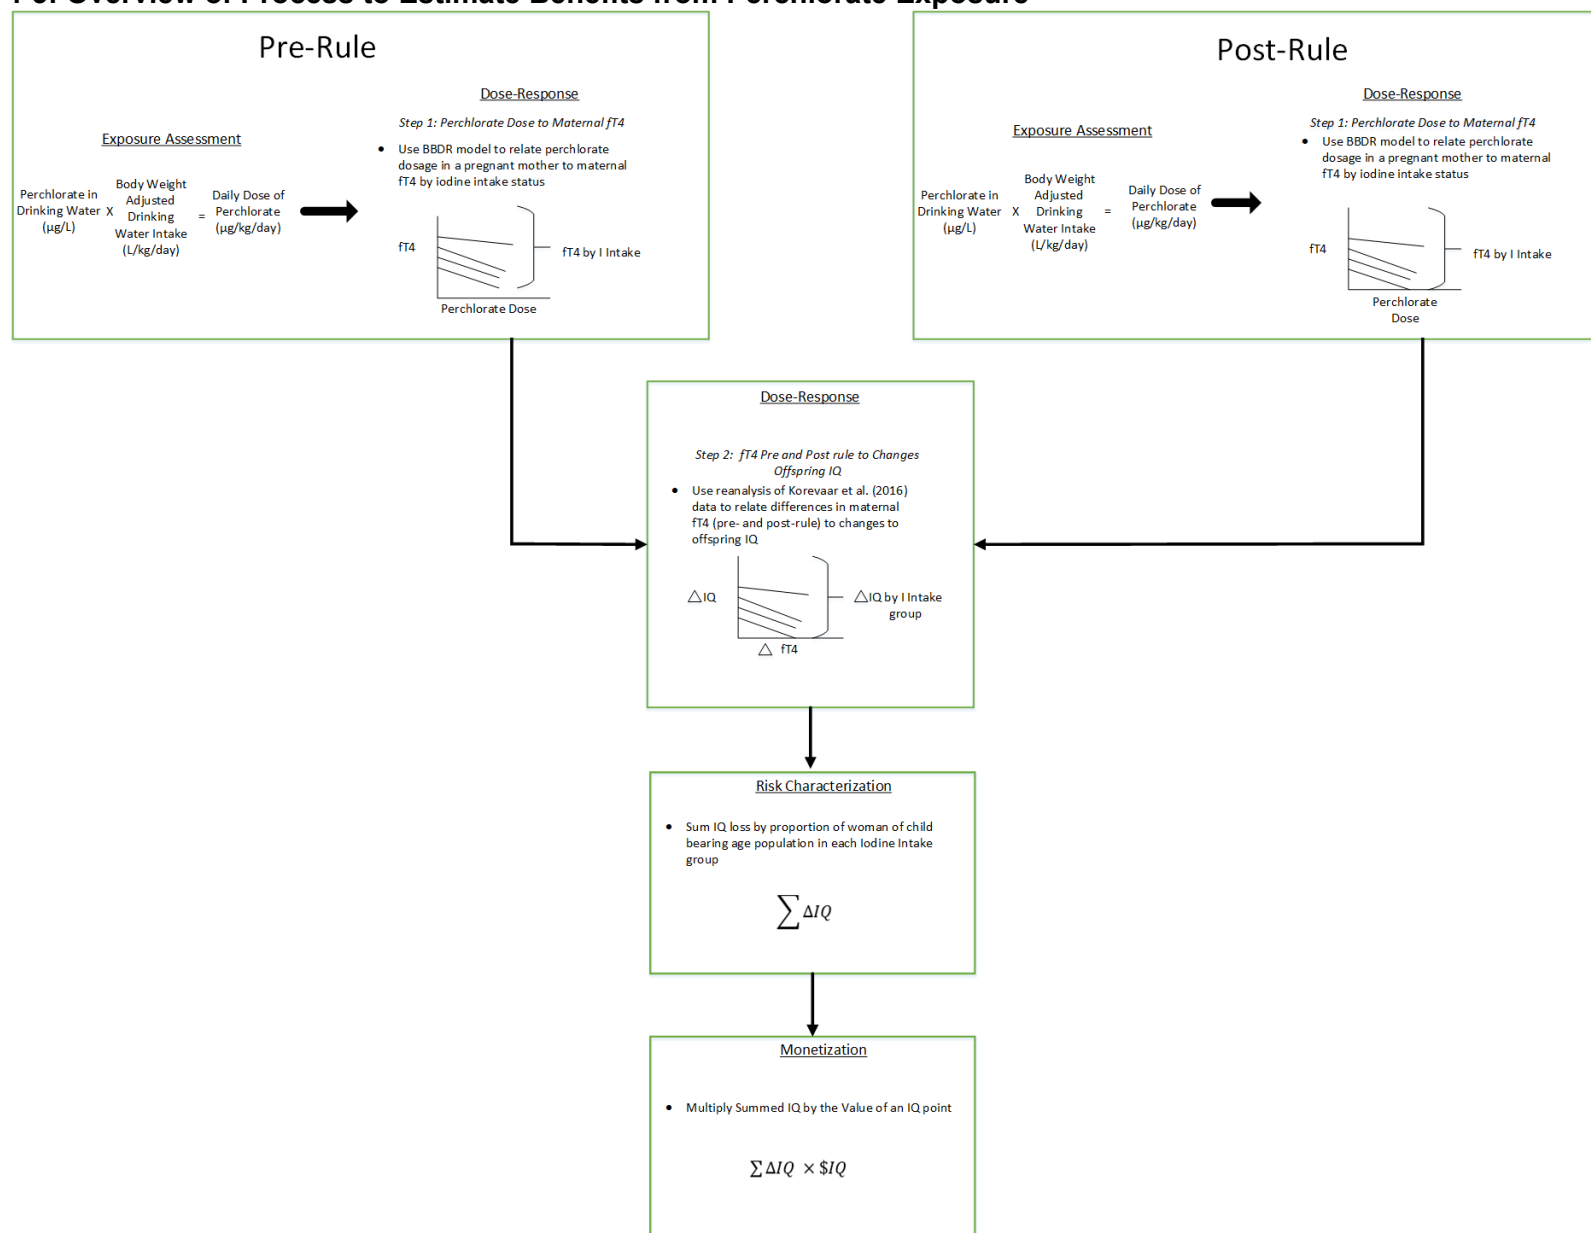 Overview of Process to Estimate Benefits from Perchlorate Exposure
Pre-Rule
Exposure Assessment
Perchlorate in
Drinking Water
(µg/L)
X
Body Weight
Adjusted
Drinking
Water Intake
(L/kg/day)
=
Daily Dose of
Perchlorate
(µg/kg/day)
Dose-Response
Step 1: Perchlorate Dose to Maternal fT4
• Use BBDR model to relate perchlorate
dosage in a pregnant mother to maternal
fT4 by iodine intake status
fT4
fT4 by I Intake
Perchlorate Dose
Post-Rule
Exposure Assessment
Perchlorate in
Drinking Water
(µg/L)
X
Body Weight
Adjusted
Drinking
Water Intake
(L/kg/day)
=
Daily Dose of
Perchlorate
(µg/kg/day)
Dose-Response
Step 1: Perchlorate Dose to Maternal fT4
• Use BBDR model to relate perchlorate
dosage in a pregnant mother to maternal
fT4 by iodine intake status
fT4
fT4 by I Intake
Perchlorate
Dose
Dose-Response
Step 2: fT4 Pre and Post rule to Changes
Offspring IQ
• Use reanalysis of Korevaar et al. (2016)
data to relate differences in maternal
fT4 (pre- and post-rule) to changes to
offspring IQ
△IQ
△IQ by I Intake
group
△ fT4
Risk Characterization
• Sum IQ loss by proportion of woman of child
bearing age population in each Iodine Intake
group
∑ΔIQ
Monetization
• Multiply Summed IQ by the Value of an IQ point
∑ΔIQ × $IQ